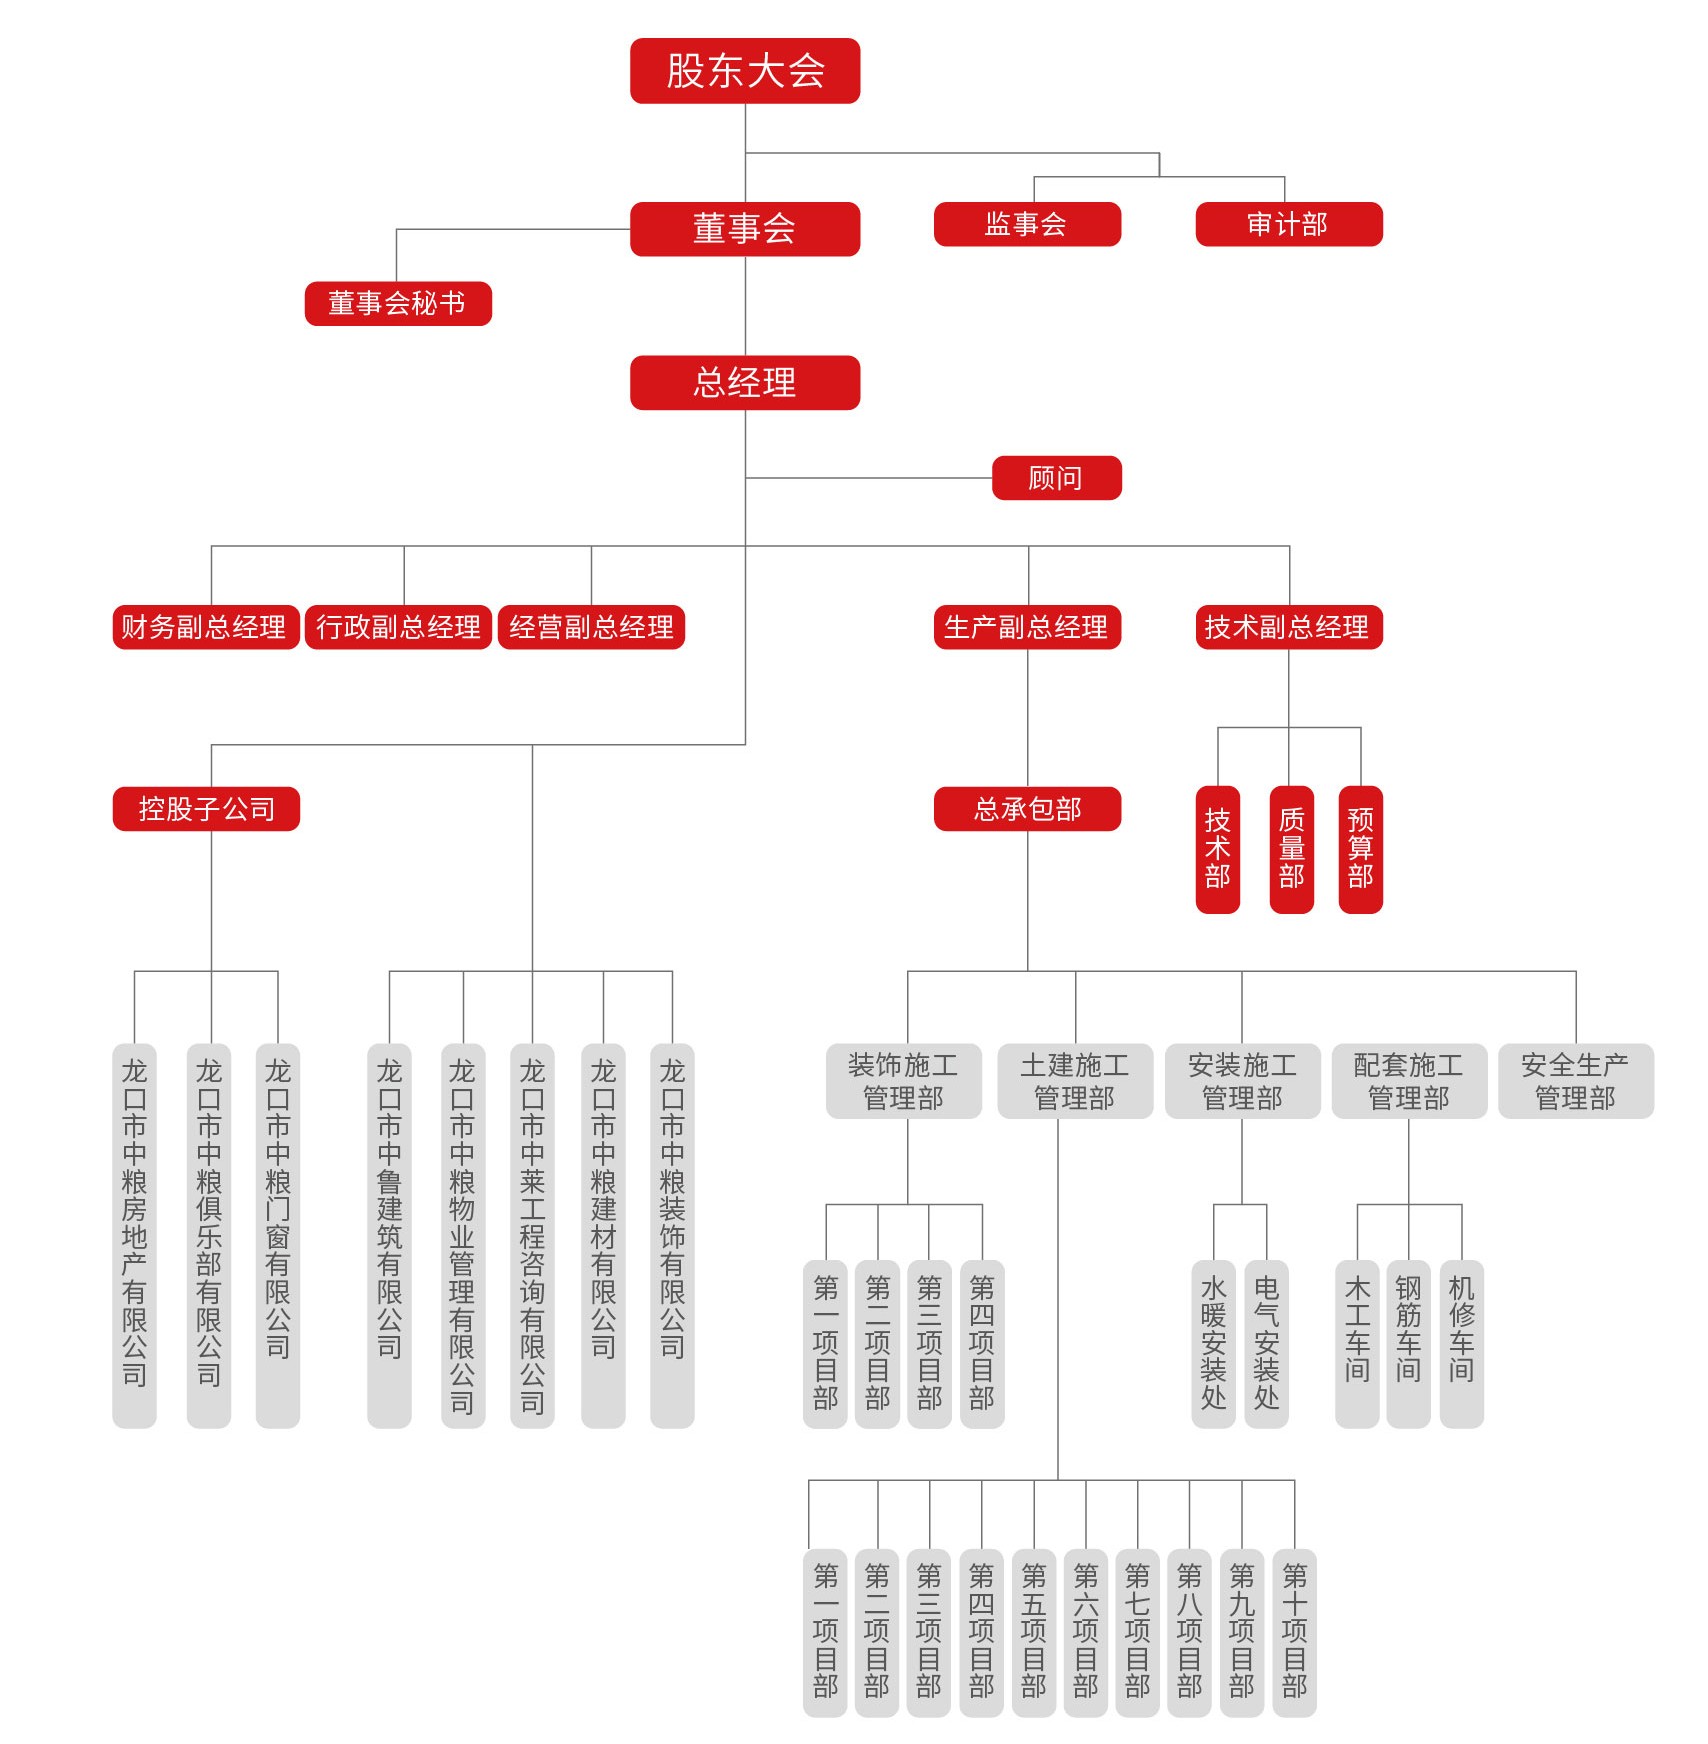 股东大会
董事会
监事会
审计部
董事会秘书
总经理
顾问
财务副总经理
行政副总经理
经营副总经理
生产副总经理
技术副总经理
控股子公司
总承包部
技术部
质量部
预算部
龙口市中粮房地产有限公司
龙口市中粮俱乐部有限公司
龙口市中粮门窗有限公司
龙口市中鲁建筑有限公司
龙口市中粮物业管理有限公司
龙口市中莱工程咨询有限公司
龙口市中粮建材有限公司
龙口市中粮装饰有限公司
装饰施工
管理部
土建施工
管理部
安装施工
管理部
配套施工
管理部
安全生产
管理部
第一项目部
第二项目部
第三项目部
第四项目部
水暖安装处
电气安装处
木工车间
钢筋车间
机修车间
第一项目部
第二项目部
第三项目部
第四项目部
第五项目部
第六项目部
第七项目部
第八项目部
第九项目部
第十项目部